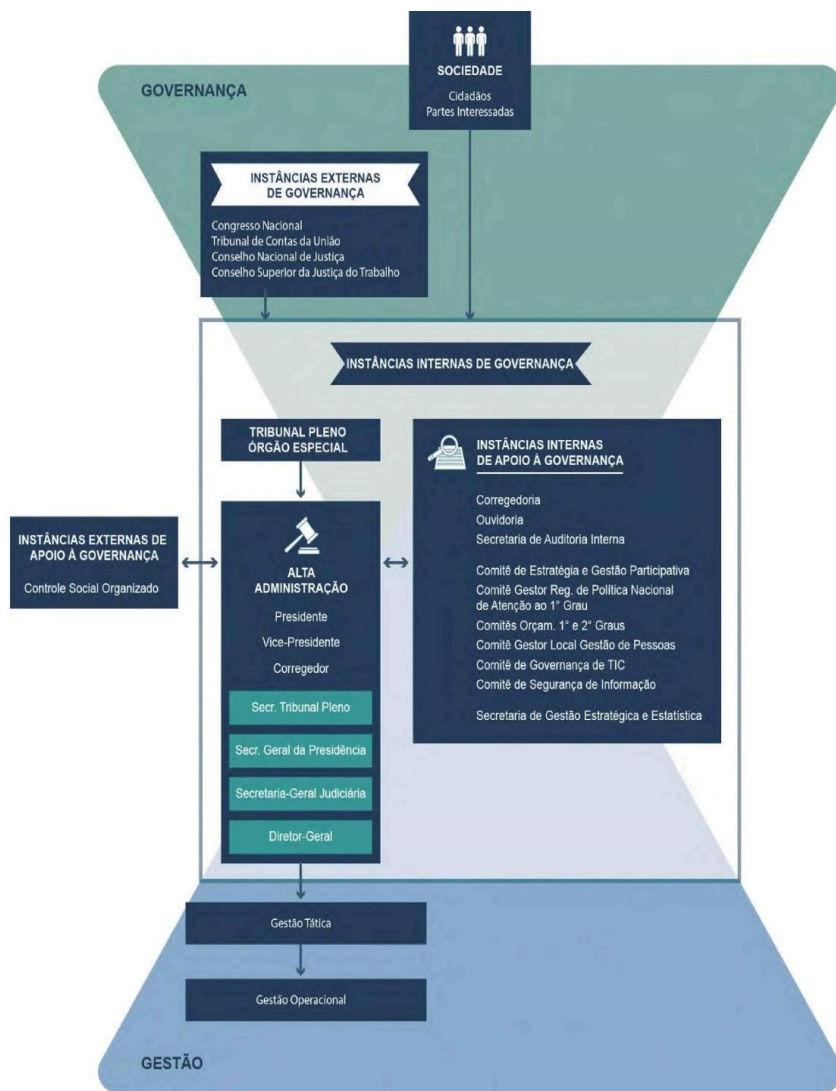 GOVERNANÇA
SOCIEDADE
Cidadãos
Partes Interessadas
INSTÂNCIAS EXTERNAS
DE GOVERNANÇA
Congresso Nacional
Tribunal de Contas da União
Conselho Nacional de Justiça
Conselho Superior da Justiça do Trabalho
INSTÂNCIAS INTERNAS DE GOVERNANÇA
TRIBUNAL PLENO
ÓRGÃO ESPECIAL
INSTÂNCIAS EXTERNAS DE
APOIO À GOVERNANÇA
Controle Social Organizado
ALTA
ADMINISTRAÇÃO
Presidente
Vice-Presidente
Corregedor
Secr. Tribunal Pleno
Secr. Geral da Presidência
Secretaria-Geral Judiciária
Diretor-Geral
INSTÂNCIAS INTERNAS
DE APOIO À GOVERNANÇA
Corregedoria
Ouvidoria
Secretaria de Auditoria Interna
Comitê de Estratégia e Gestão Participativa
Comitê Gestor Reg. de Política Nacional
de Atenção ao 1° Grau
Comitês Orçam. 1° e 2° Graus
Comitê Gestor Local Gestão de Pessoas
Comitê de Governança de TIC
Comitê de Segurança de Informação
Secretaria de Gestão Estratégica e Estatística
Gestão Tática
Gestão Operacional
GESTÃO